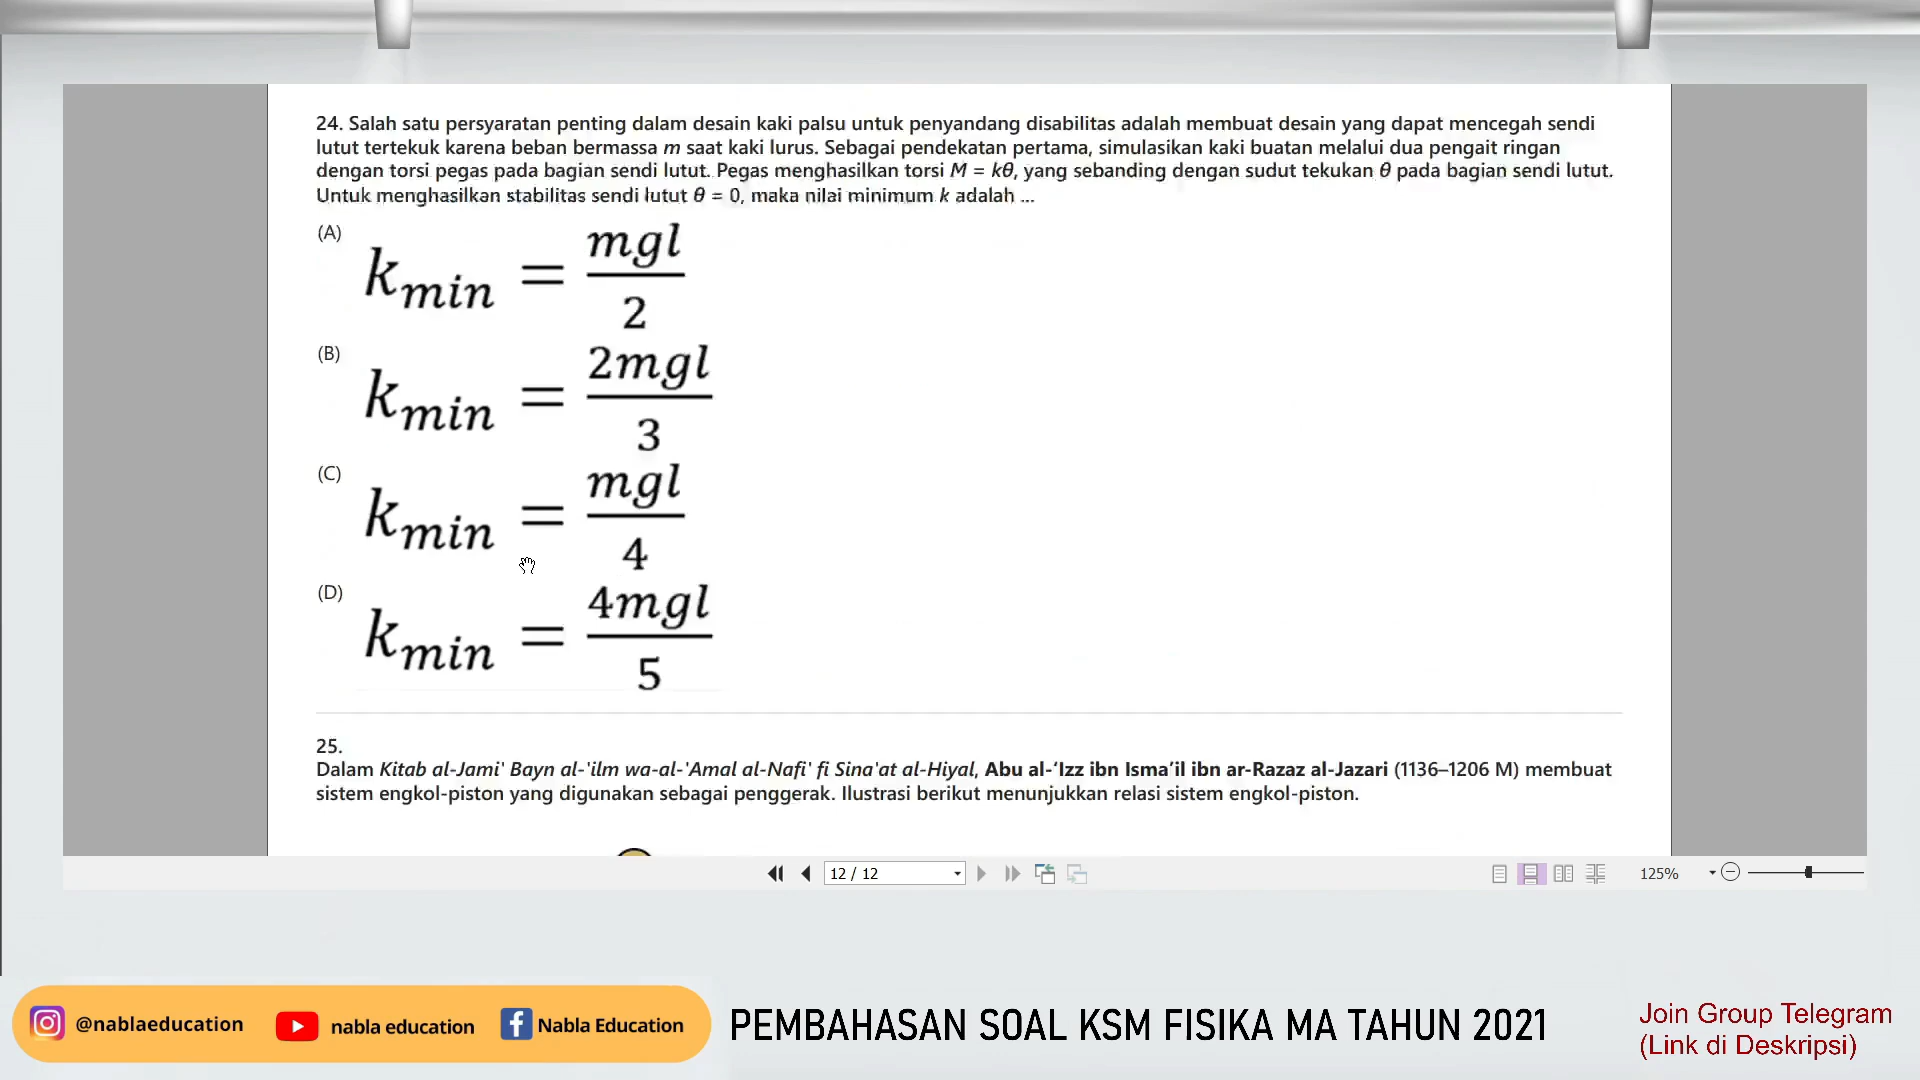 24. Salah satu persyaratan penting dalam desain kaki palsu untuk penyandang disabilitas adalah membuat desain yang dapat mencegah sendi
lutut tertekuk karena beban bermassa m saat kaki lurus. Sebagai pendekatan pertama, simulasikan kaki buatan melalui dua pengait ringan
dengan torsi pegas pada bagian sendi lutut. Pegas menghasilkan torsi M = kθ, yang sebanding dengan sudut tekukan θ pada bagian sendi lutut.
Untuk menghasilkan stabilitas sendi lutut θ = 0, maka nilai minimum k adalah ...
(A) k_min = mgl/2
(B) k_min = 2mgl/3
(C) k_min = mgl/4
(D) k_min = 4mgl/5
25.
Dalam Kitab al-Jami' Bayn al-'ilm wa-al-'Amal al-Nafi' fi Sina'at al-Hiyal, Abu al-'Izz ibn Isma'il ibn ar-Razaz al-Jazari (1136–1206 M) membuat
sistem engkol-piston yang digunakan sebagai penggerak. Ilustrasi berikut menunjukkan relasi sistem engkol-piston.
12 / 12
125%
@nablaeducation
nabla education
Nabla Education
PEMBAHASAN SOAL KSM FISIKA MA TAHUN 2021
Join Group Telegram
(Link di Deskripsi)